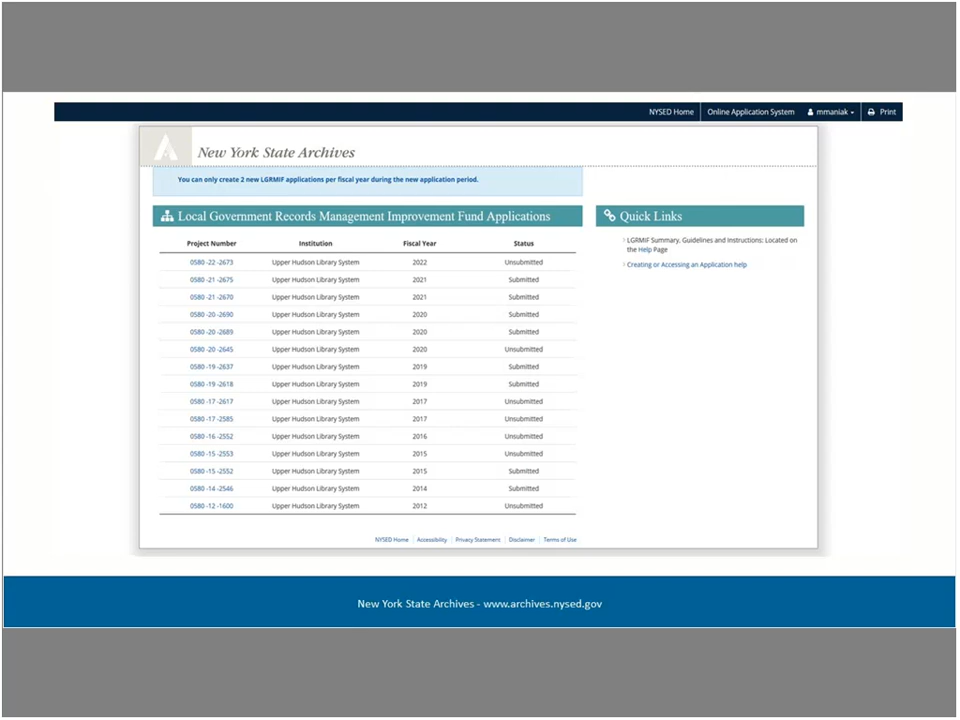 NYSED Home Online Application System mmaniak Print
New York State Archives
You can only create 2 new LGRMIF applications per fiscal year during the new application period.
Local Government Records Management Improvement Fund Applications
Project Number Institution Fiscal Year Status
0580 -22 -2673 Upper Hudson Library System 2022 Unsubmitted
0580 -21 -2675 Upper Hudson Library System 2021 Submitted
0580 -21 -2670 Upper Hudson Library System 2021 Submitted
0580 -20 -2690 Upper Hudson Library System 2020 Submitted
0580 -20 -2689 Upper Hudson Library System 2020 Submitted
0580 -20 -2645 Upper Hudson Library System 2020 Unsubmitted
0580 -19 -2637 Upper Hudson Library System 2019 Submitted
0580 -19 -2618 Upper Hudson Library System 2019 Submitted
0580 -17 -2617 Upper Hudson Library System 2017 Unsubmitted
0580 -17 -2585 Upper Hudson Library System 2017 Unsubmitted
0580 -16 -2552 Upper Hudson Library System 2016 Unsubmitted
0580 -15 -2553 Upper Hudson Library System 2015 Unsubmitted
0580 -15 -2552 Upper Hudson Library System 2015 Submitted
0580 -14 -2546 Upper Hudson Library System 2014 Submitted
0580 -12 -1600 Upper Hudson Library System 2012 Unsubmitted
Quick Links
LGRMIF Summary, Guidelines and Instructions: Located on
the Help Page
Creating or Accessing an Application help
NYSED Home Accessibility Privacy Statement Disclaimer Terms of Use
New York State Archives - www.archives.nysed.gov